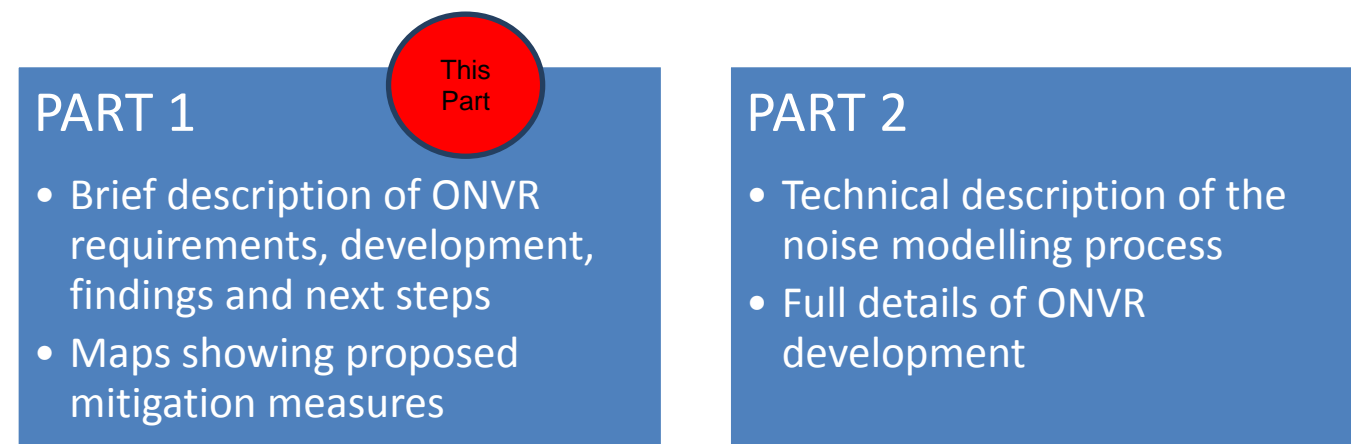 This
Part
PART 1
• Brief description of ONVR
requirements, development,
findings and next steps
• Maps showing proposed
mitigation measures
PART 2
• Technical description of the
noise modelling process
• Full details of ONVR
development